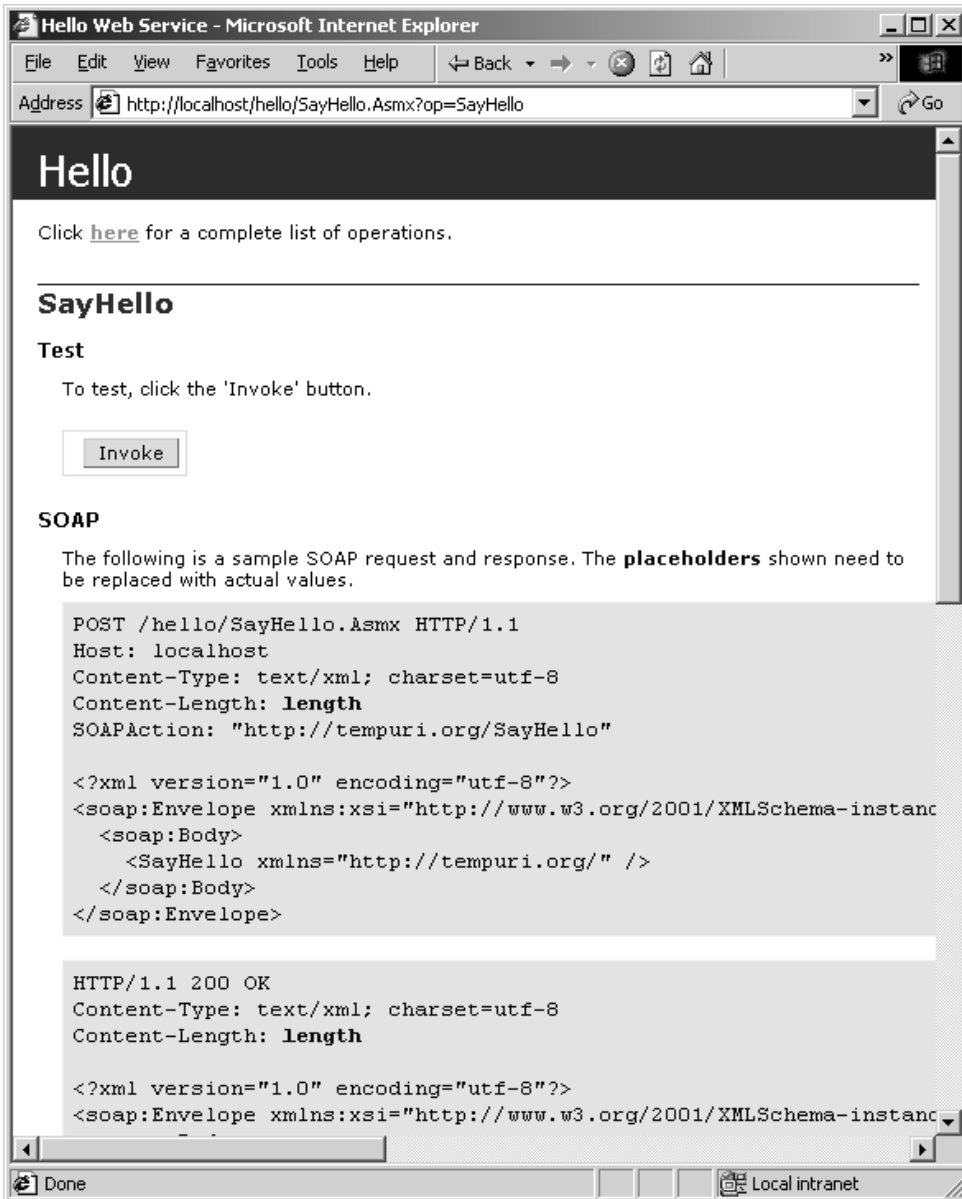 Hello Web Service - Microsoft Internet Explorer
File Edit View Favorites Tools Help Back »
Address http://localhost/hello/SayHello.Asmx?op=SayHello Go
Hello
Click here for a complete list of operations.
SayHello
Test
To test, click the 'Invoke' button.
Invoke
SOAP
The following is a sample SOAP request and response. The placeholders shown need to
be replaced with actual values.
POST /hello/SayHello.Asmx HTTP/1.1
Host: localhost
Content-Type: text/xml; charset=utf-8
Content-Length: length
SOAPAction: "http://tempuri.org/SayHello"
<?xml version="1.0" encoding="utf-8"?>
<soap:Envelope xmlns:xsi="http://www.w3.org/2001/XMLSchema-instanc
<soap:Body>
<SayHello xmlns="http://tempuri.org/" />
</soap:Body>
</soap:Envelope>
HTTP/1.1 200 OK
Content-Type: text/xml; charset=utf-8
Content-Length: length
<?xml version="1.0" encoding="utf-8"?>
<soap:Envelope xmlns:xsi="http://www.w3.org/2001/XMLSchema-instanc
Done Local intranet